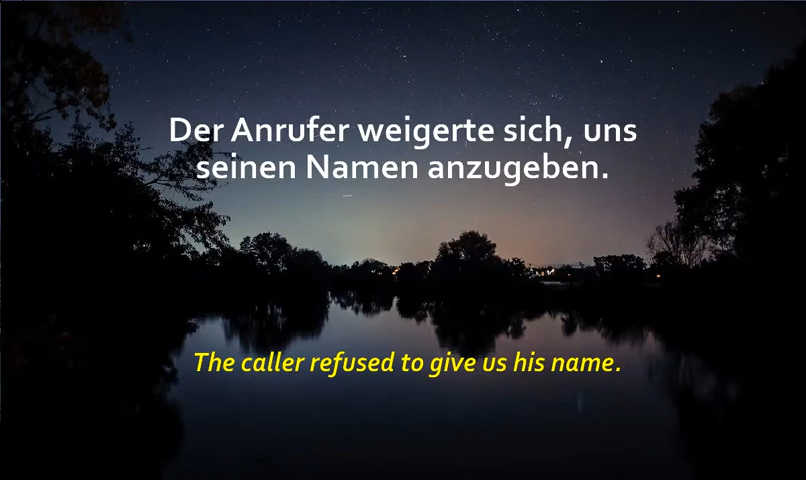 Der Anrufer weigerte sich, uns
seinen Namen anzugeben.
The caller refused to give us his name.